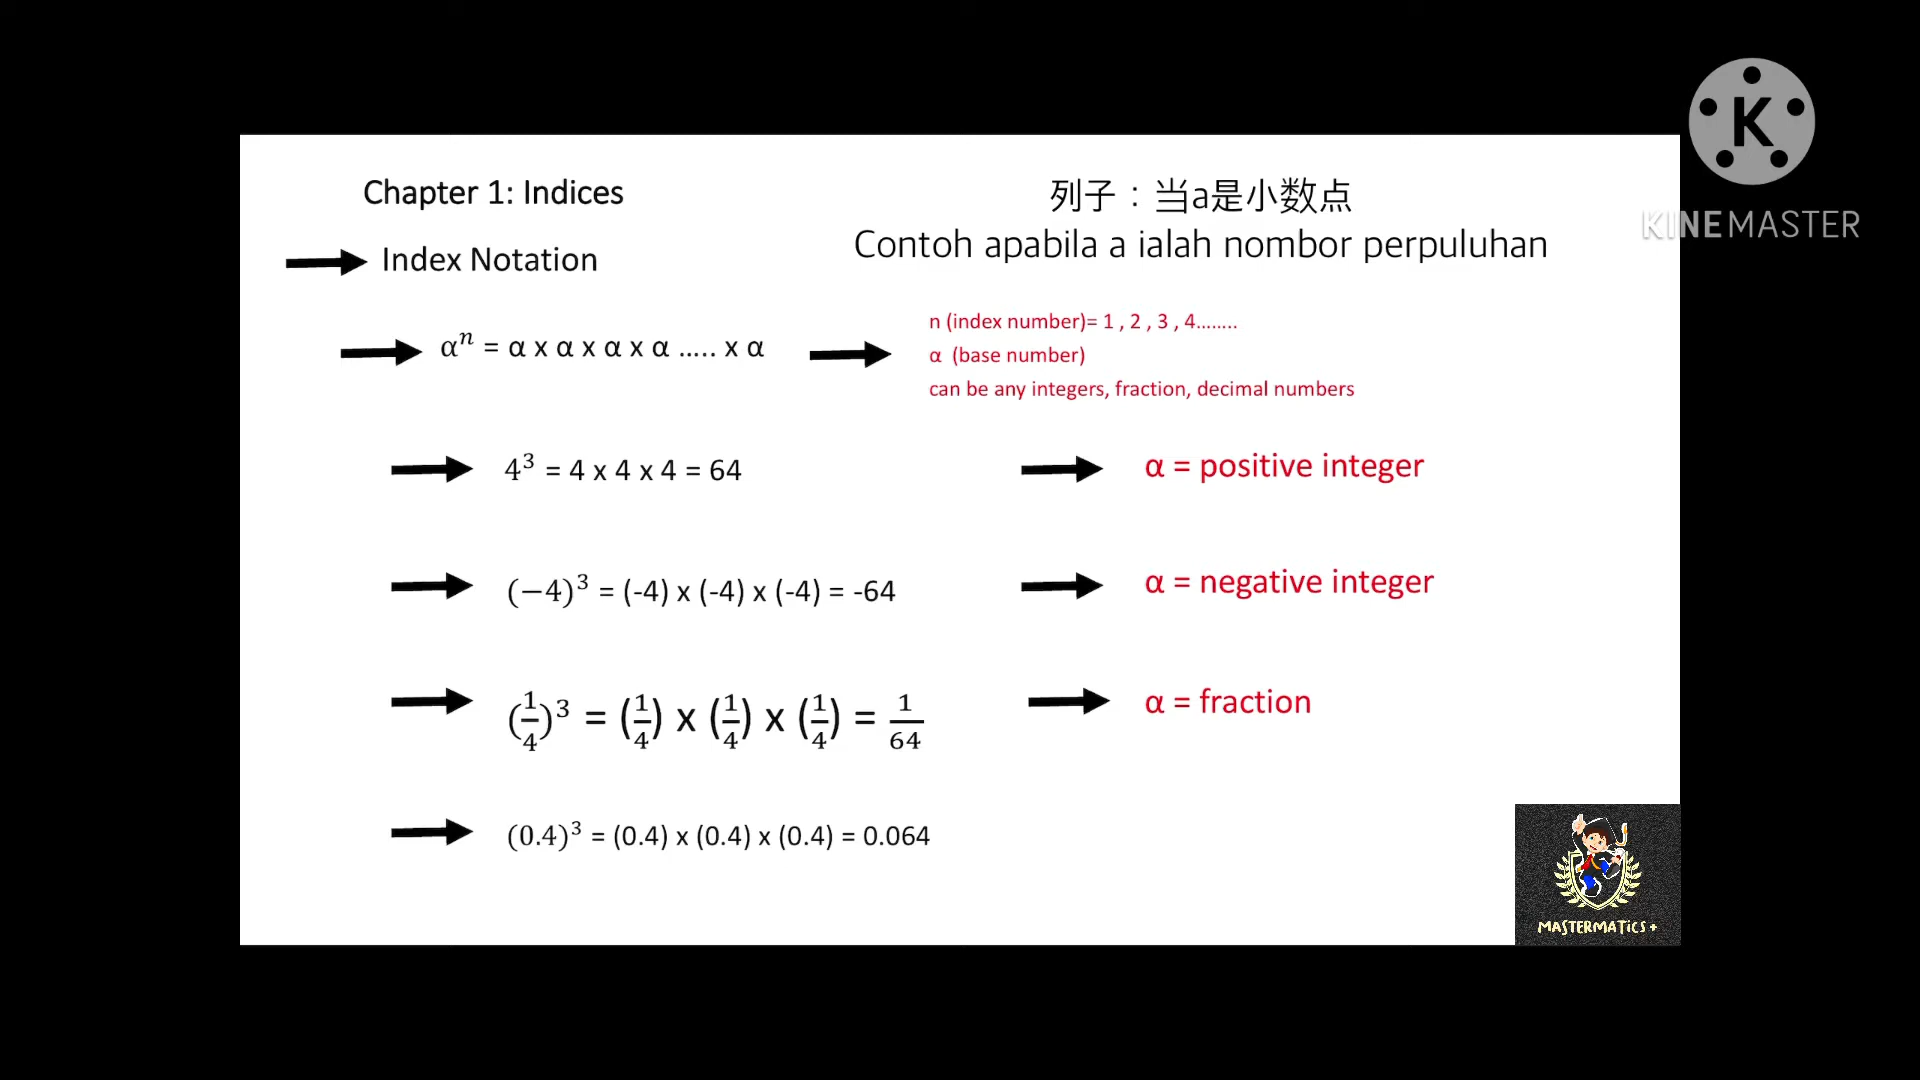 Chapter 1: Indices
列子：当a是小数点
Contoh apabila a ialah nombor perpuluhan
Index Notation
αⁿ = α x α x α x α ..... x α
n (index number)= 1 , 2 , 3 , 4........
α (base number)
can be any integers, fraction, decimal numbers
4³ = 4 x 4 x 4 = 64
α = positive integer
(−4)³ = (-4) x (-4) x (-4) = -64
α = negative integer
(1/4)³ = (1/4) x (1/4) x (1/4) = 1/64
α = fraction
(0.4)³ = (0.4) x (0.4) x (0.4) = 0.064
MASTERMATiCS +
K
KINEMASTER